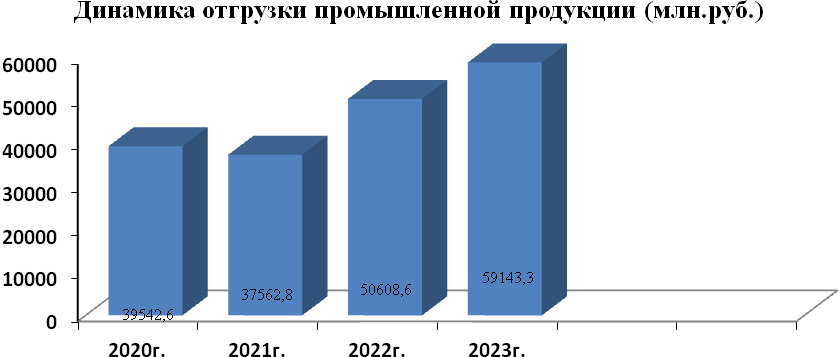 Динамика отгрузки промышленной продукции (млн.руб.)
60000
50000
40000
30000
20000
10000
0
39542,6
37562,8
50608,6
59143,3
2020г.
2021г.
2022г.
2023г.